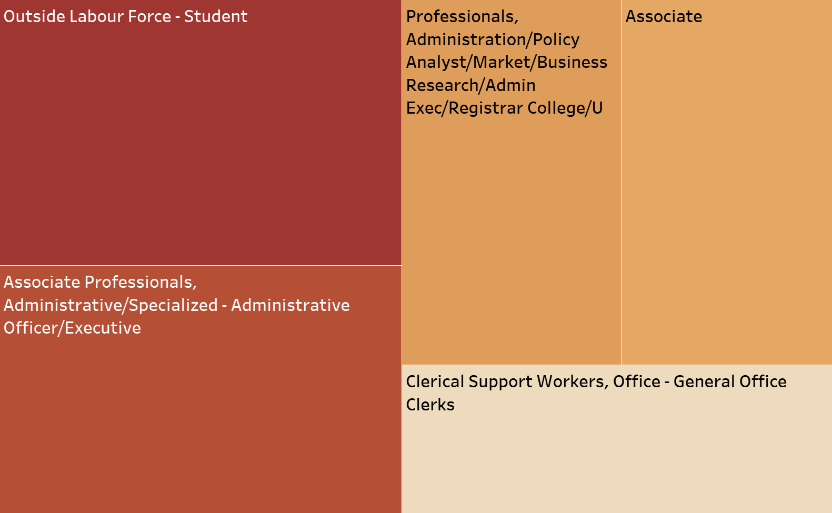 Outside Labour Force - Student
Professionals,
Administration/Policy
Analyst/Market/Business
Research/Admin
Exec/Registrar College/U
Associate
Associate Professionals,
Administrative/Specialized - Administrative
Officer/Executive
Clerical Support Workers, Office - General Office
Clerks